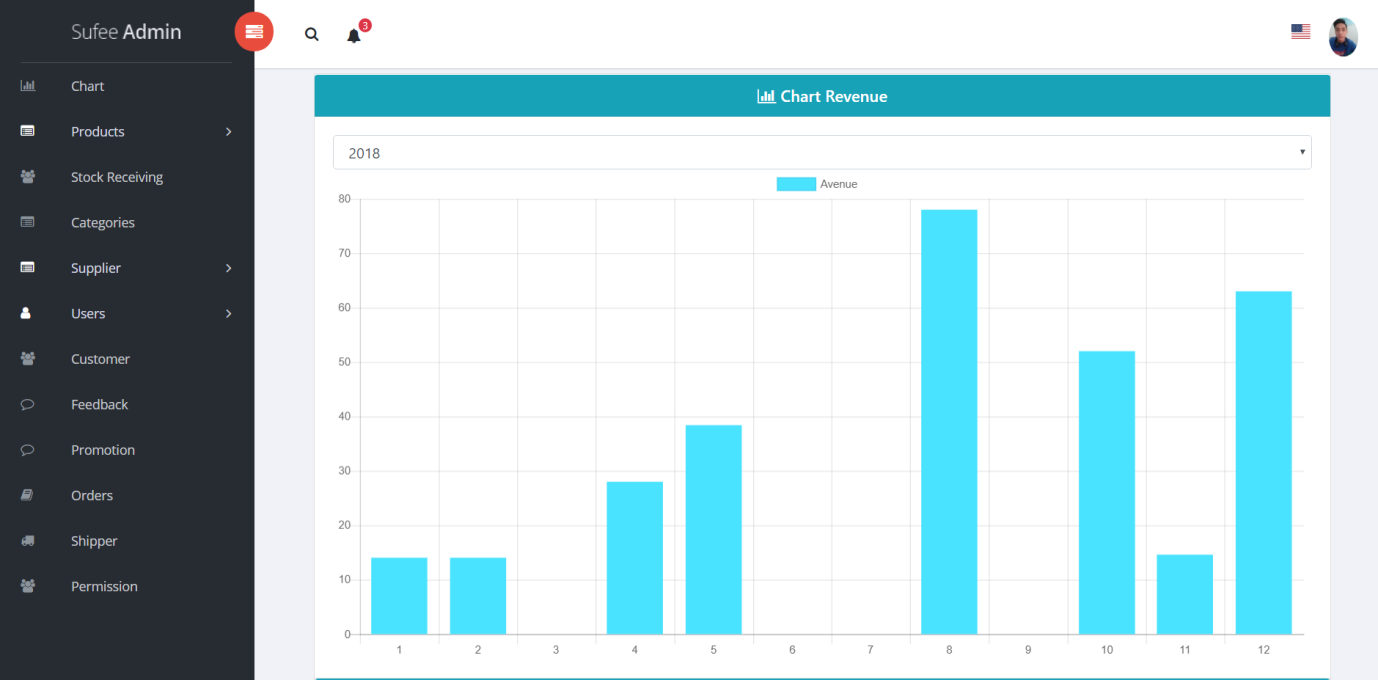 Sufee Admin
3
Chart
Products
Stock Receiving
Categories
Supplier
Users
Customer
Feedback
Promotion
Orders
Shipper
Permission
Chart Revenue
2018
Avenue
80
70
60
50
40
30
20
10
0
1 2 3 4 5 6 7 8 9 10 11 12